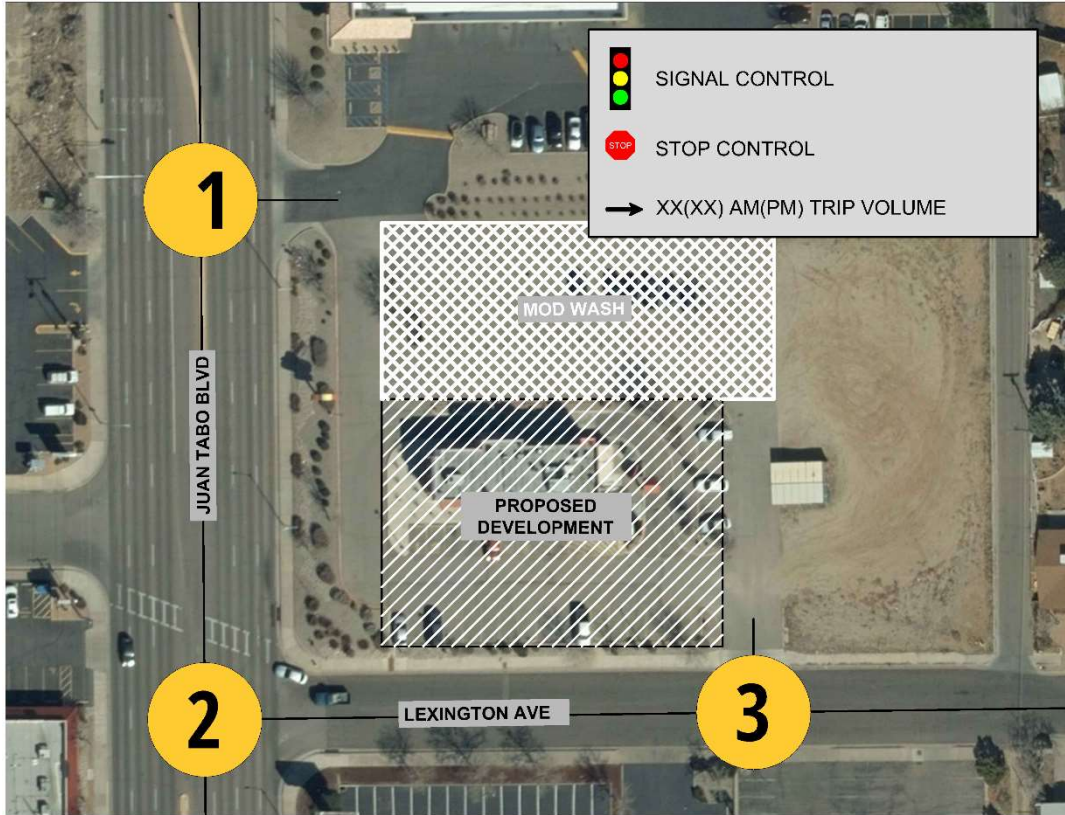 SIGNAL CONTROL
STOP
STOP CONTROL
XX(XX) AM(PM) TRIP VOLUME
1
MOD WASH
JUAN TABO BLVD
PROPOSED
DEVELOPMENT
2
LEXINGTON AVE
3